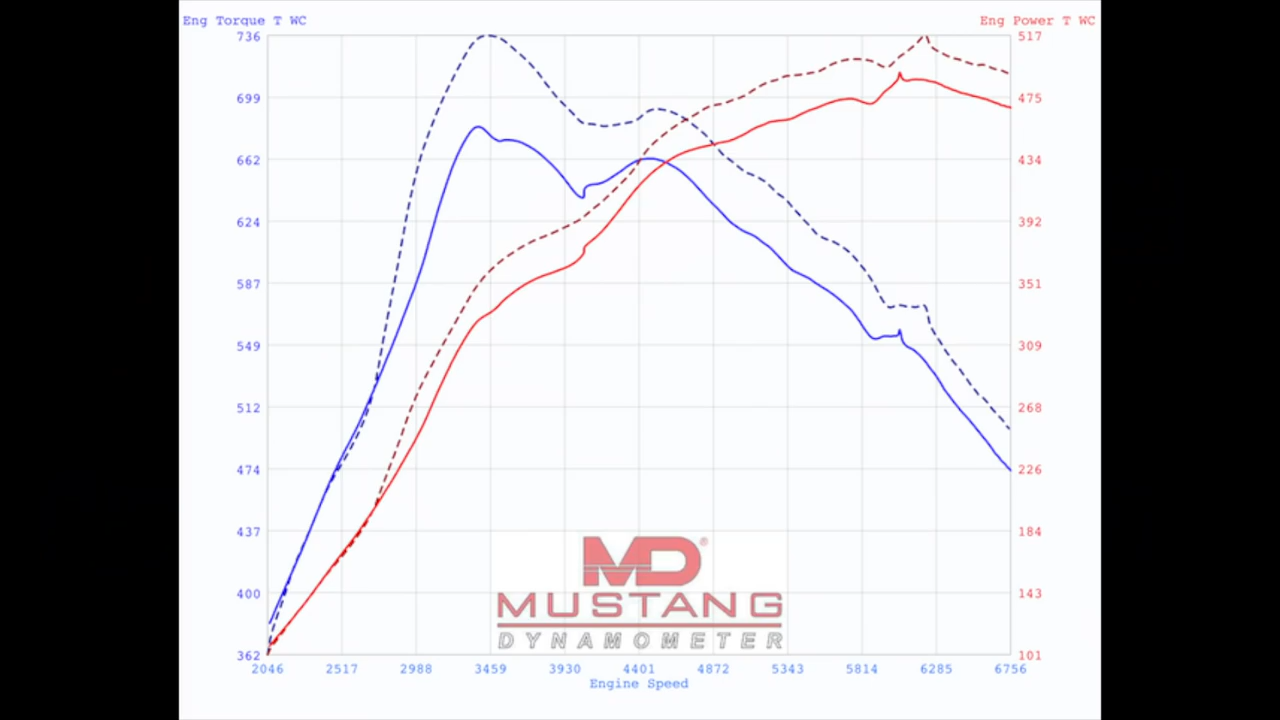 Eng Torque T WC Eng Power T WC
736 517
699 475
662 434
624 392
587 351
549 309
512 268
474 226
437 184
400 143
362 101
MD®
MUSTANG
DYNAMOMETER
2046 2517 2988 3459 3930 4401 4872 5343 5814 6285 6756
Engine Speed